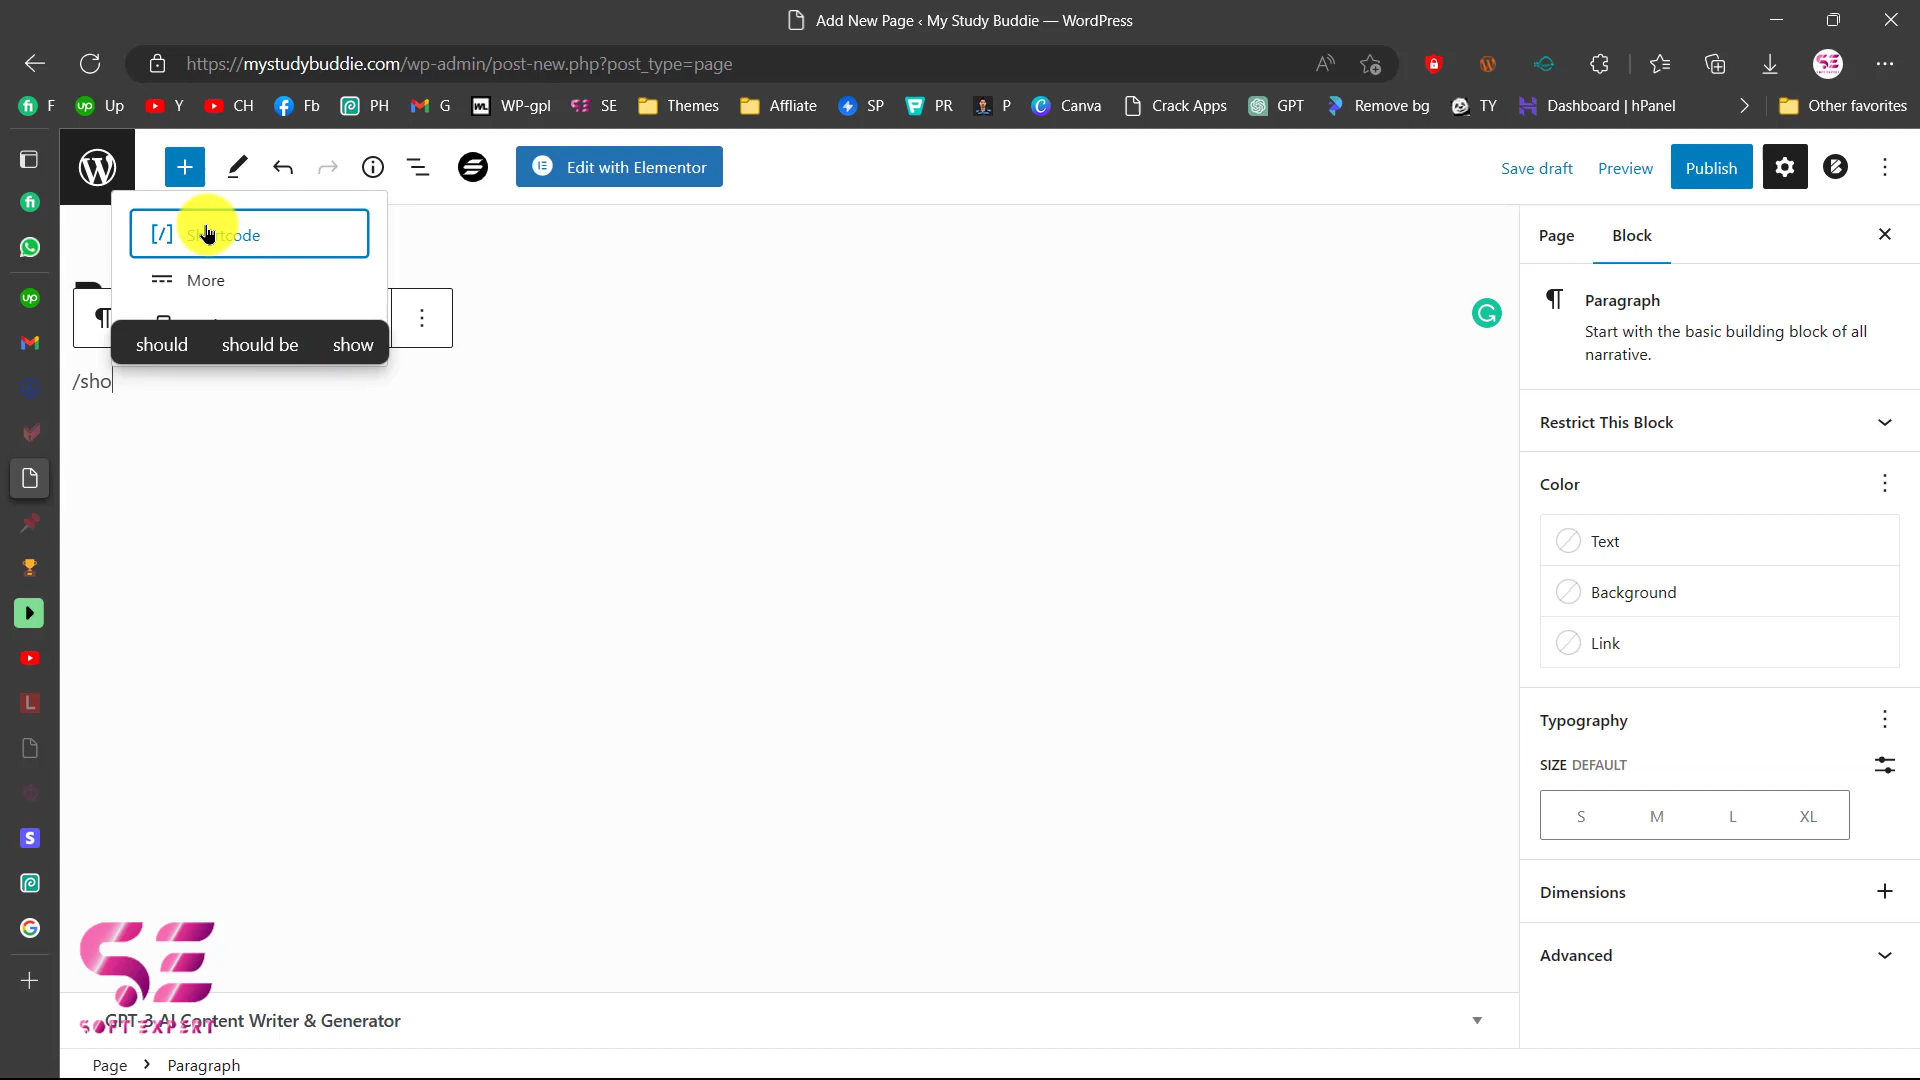 Add New Page ‹ My Study Buddie — WordPress
https://mystudybuddie.com/wp-admin/post-new.php?post_type=page
F Up Y CH Fb PH G WP-gpl SE Themes Affliate SP PR P Canva Crack Apps GPT Remove bg TY Dashboard | hPanel Other favorites
Edit with Elementor
Save draft Preview Publish
Shortcode
More
should should be show
/sho
Page Block
Paragraph
Start with the basic building block of all
narrative.
Restrict This Block
Color
Text
Background
Link
Typography
SIZE DEFAULT
S M L XL
Dimensions
Advanced
GPT-3 AI Content Writer & Generator
SOFT EXPERT
Page › Paragraph